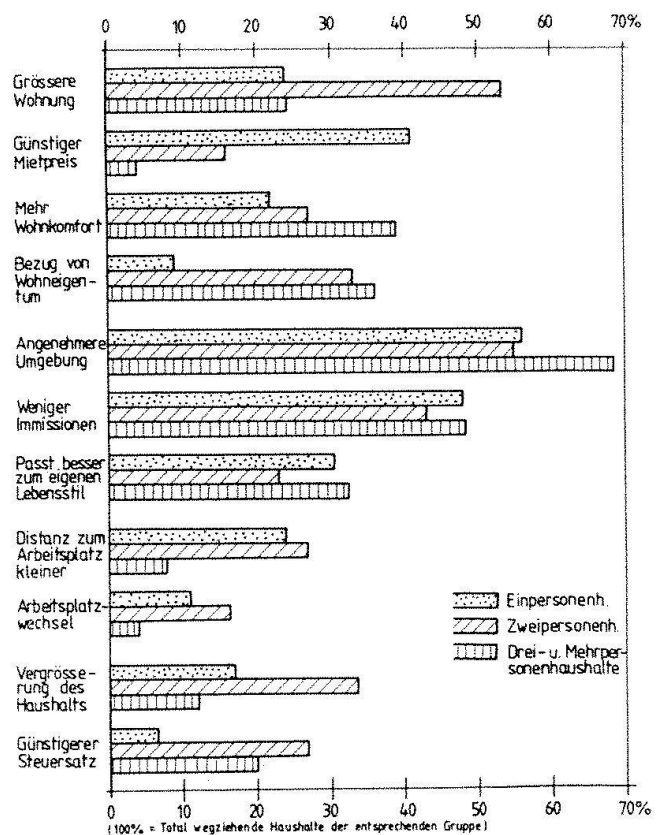 0 10 20 30 40 50 60 70%
Grössere
Wohnung
Günstiger
Mietpreis
Mehr
Wohnkomfort
Bezug von
Wohneigen-
tum
Angenehmere
Umgebung
Weniger
Immissionen
Passt besser
zum eigenen
Lebensstil
Distanz zum
Arbeitsplatz
kleiner
Arbeitsplatz-
wechsel
Vergrösse-
rung des
Haushalts
Günstigerer
Steuersatz
Einpersonenh.
Zweipersonenh.
Drei- u. Mehrper-
sonenhaushalte
0 10 20 30 40 50 60 70%
(100% = Total wegziehende Haushalte der entsprechenden Gruppe)